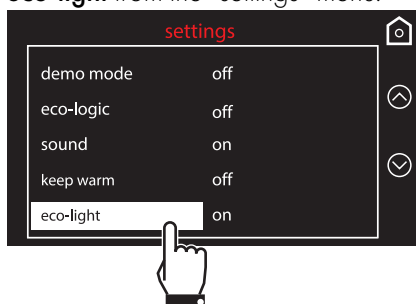 eco-light from the "settings" menu.
settings
demo mode off
eco-logic off
sound on
keep warm off
eco-light on